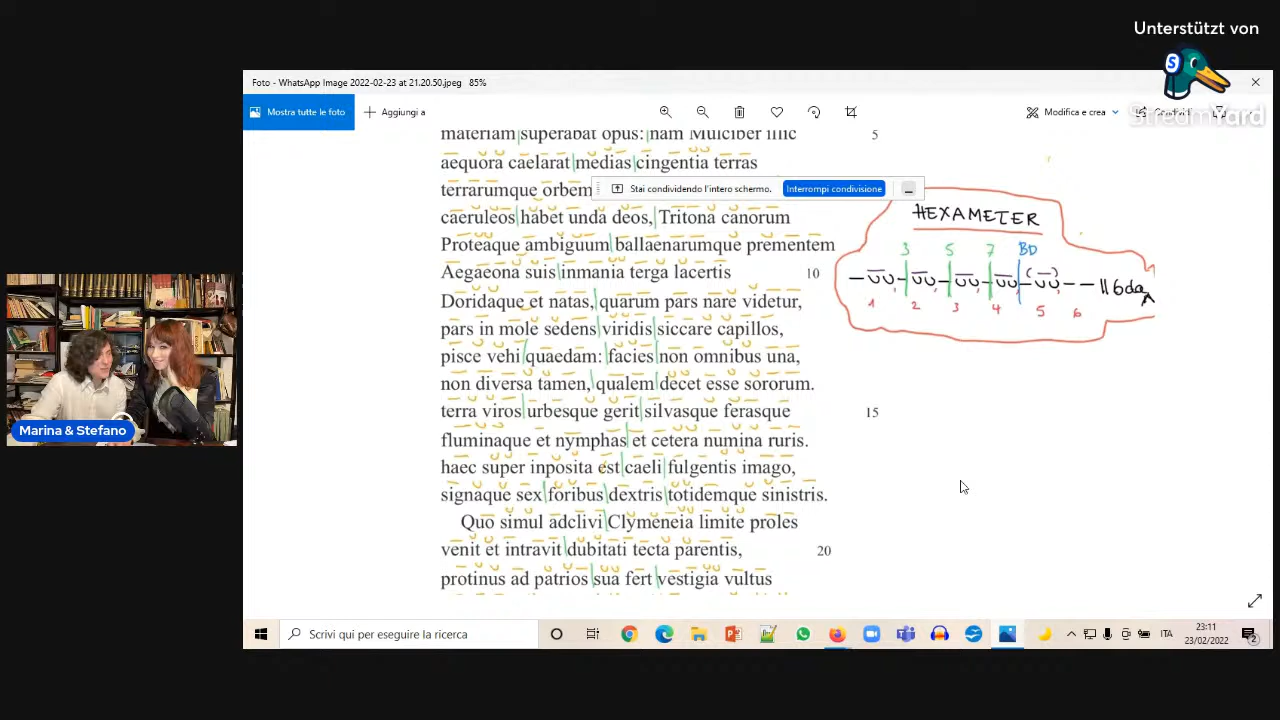 Unterstützt von
StreamYard
Foto - WhatsApp Image 2022-02-23 at 21.20.50.jpeg 85%
Mostra tutte le foto
Aggiungi a
Modifica e crea
materiam superabat opus: nam Mulciber illic 5
aequora caelarat medias cingentia terras
terrarumque orbem
Stai condividendo l'intero schermo.
Interrompi condivisione
caeruleos habet unda deos, Tritona canorum
Proteaque ambiguum ballaenarumque prementem
Aegaeona suis inmania terga lacertis 10
Doridaque et natas, quarum pars nare videtur,
pars in mole sedens viridis siccare capillos,
pisce vehi quaedam: facies non omnibus una,
non diversa tamen, qualem decet esse sororum.
terra viros urbesque gerit silvasque ferasque 15
fluminaque et nymphas et cetera numina ruris.
haec super inposita est caeli fulgentis imago,
signaque sex foribus dextris totidemque sinistris.
Quo simul adclivi Clymeneia limite proles
venit et intravit dubitati tecta parentis, 20
protinus ad patrios sua fert vestigia vultus
HEXAMETER
3 5 7 BD
— ⏑⏑ — ⏑⏑ — ⏑⏑ — ⏑⏑ — ⏑⏑ — — || 6da∧
1 2 3 4 5 6
Marina & Stefano
Scrivi qui per eseguire la ricerca
ITA
23:11
23/02/2022
2